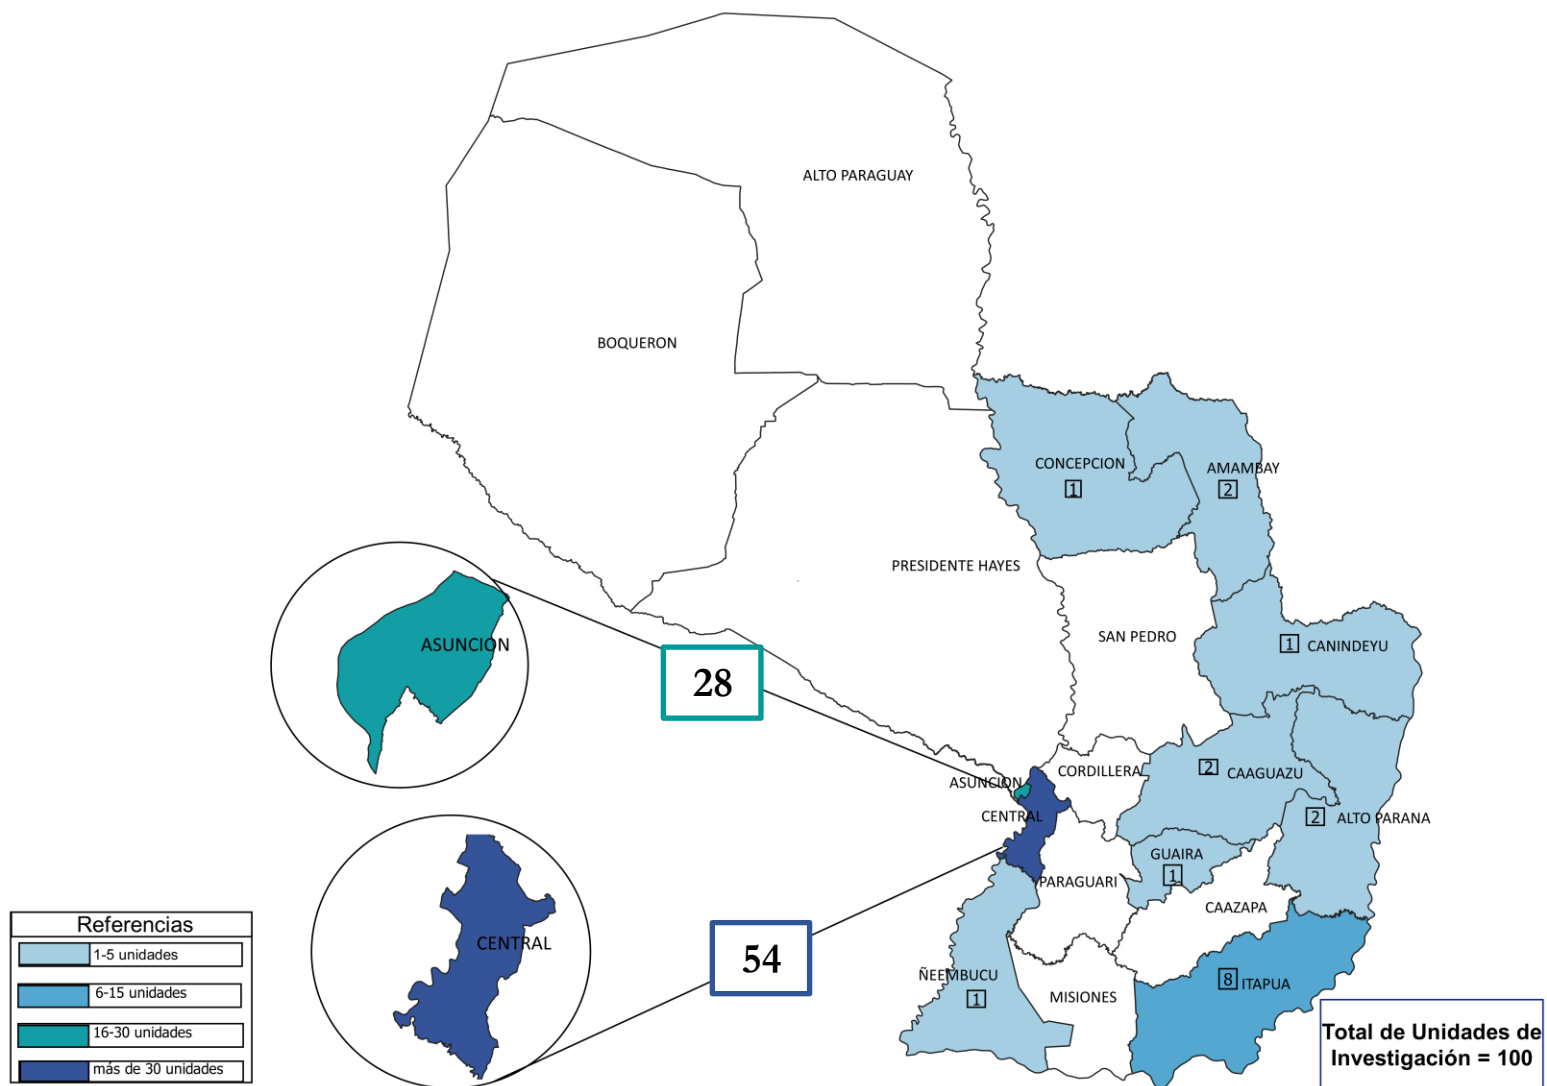 ALTO PARAGUAY
BOQUERON
CONCEPCION
1
AMAMBAY
2
PRESIDENTE HAYES
SAN PEDRO
1 CANINDEYU
ASUNCION
28
CORDILLERA
2 CAAGUAZU
ASUNCION
CENTRAL
2 ALTO PARANA
GUAIRA
1
PARAGUARI
CAAZAPA
CENTRAL
54
ÑEEMBUCU
1
MISIONES
8 ITAPUA
Referencias
1-5 unidades
6-15 unidades
16-30 unidades
más de 30 unidades
Total de Unidades de
Investigación = 100